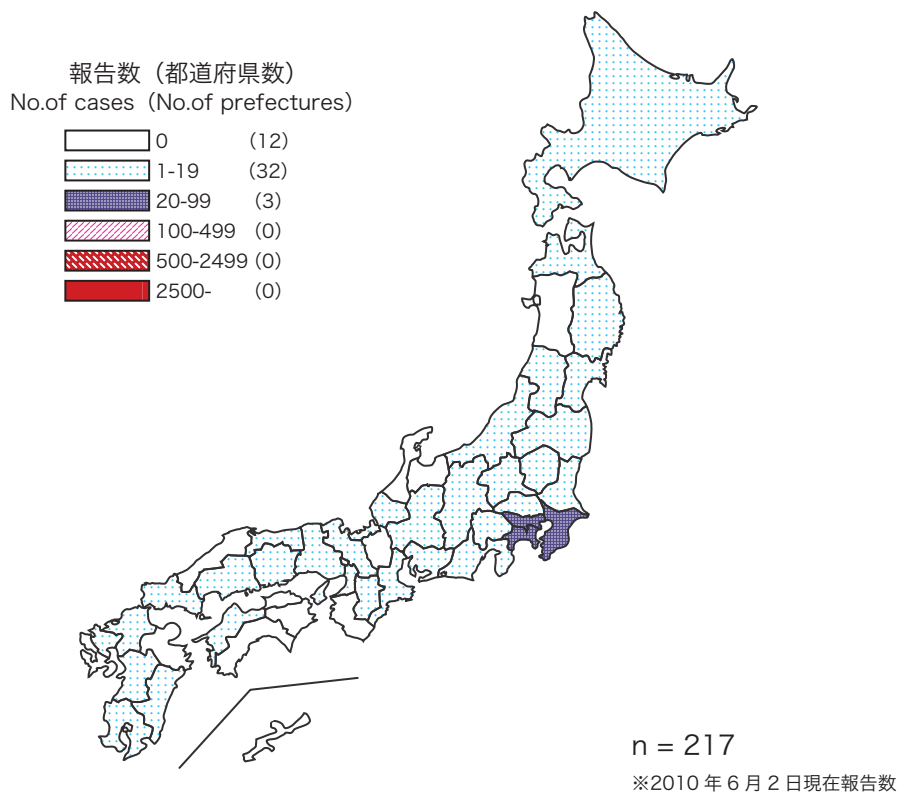 報告数（都道府県数）
No.of cases（No.of prefectures）
0 （12）
1-19 （32）
20-99 （3）
100-499 （0）
500-2499（0）
2500- （0）
n = 217
※2010 年 6 月 2 日現在報告数